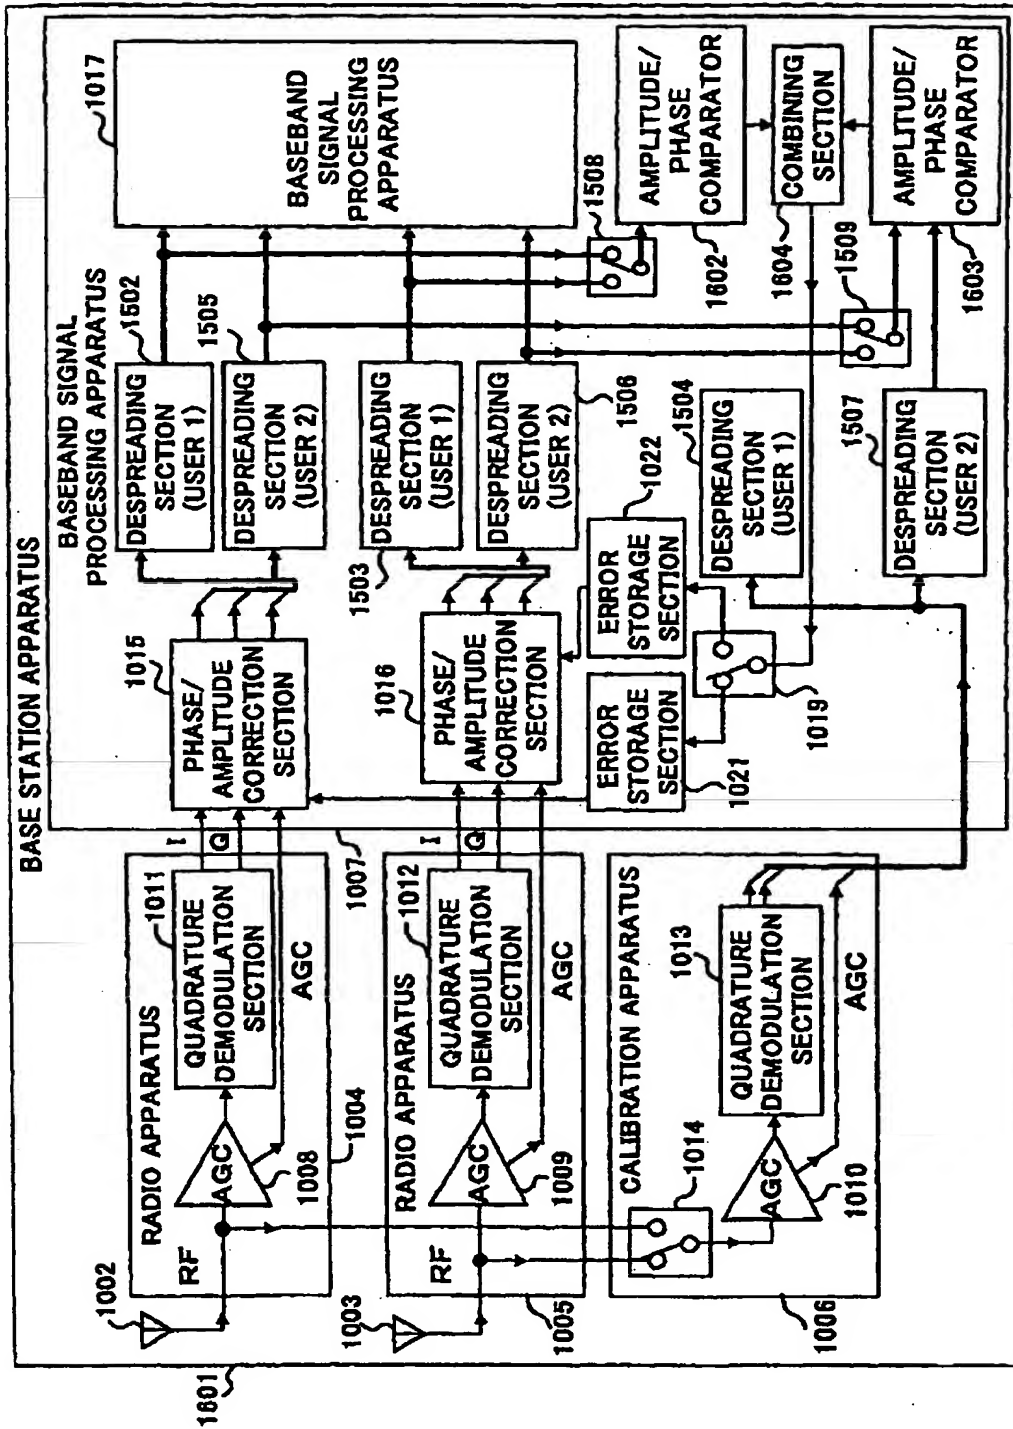 BASE STATION APPARATUS
1601
BASEBAND SIGNAL
PROCESSING APPARATUS
1007
1002
RADIO APPARATUS
RF
AGC
1008
1004
1011
QUADRATURE
DEMODULATION
SECTION
AGC
I
Q
1015
PHASE/
AMPLITUDE
CORRECTION
SECTION
1502
DESPREADING
SECTION
(USER 1)
1505
DESPREADING
SECTION
(USER 2)
1017
BASEBAND
SIGNAL
PROCESSING
APPARATUS
1003
RADIO APPARATUS
RF
AGC
1009
1005
1012
QUADRATURE
DEMODULATION
SECTION
AGC
I
Q
1016
PHASE/
AMPLITUDE
CORRECTION
SECTION
1503
DESPREADING
SECTION
(USER 1)
DESPREADING
SECTION
(USER 2)
1506
1508
CALIBRATION APPARATUS
1014
AGC
1010
1006
1013
QUADRATURE
DEMODULATION
SECTION
AGC
ERROR
STORAGE
SECTION
1021
ERROR
STORAGE
SECTION
1022
1019
1504
DESPREADING
SECTION
(USER 1)
1507
DESPREADING
SECTION
(USER 2)
AMPLITUDE/
PHASE
COMPARATOR
1602
COMBINING
SECTION
1604
1509
AMPLITUDE/
PHASE
COMPARATOR
1603